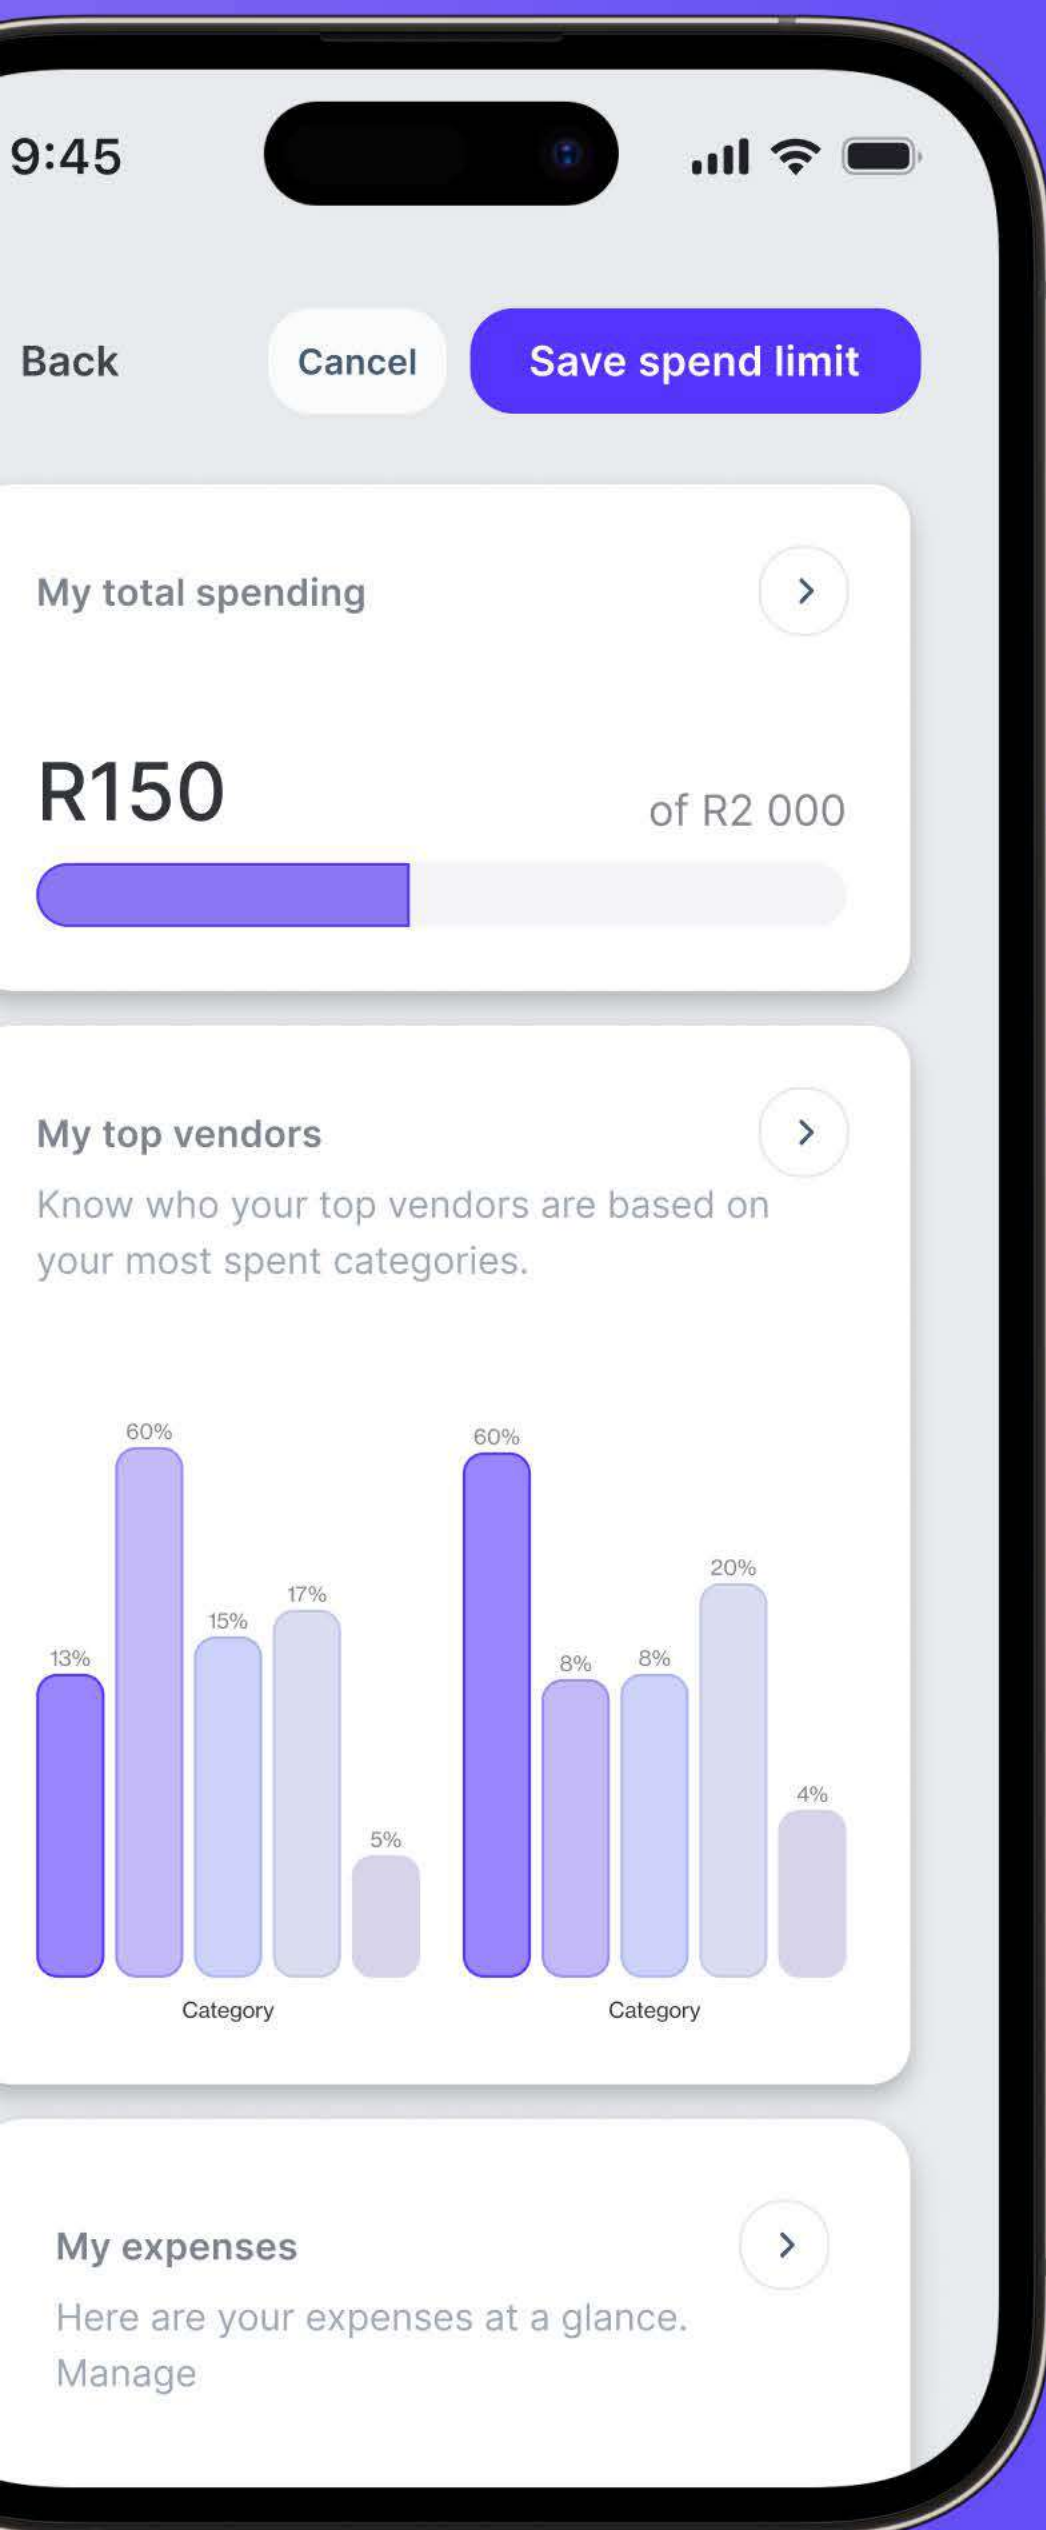 9:45
Back
Cancel
Save spend limit
My total spending
R150
of R2 000
My top vendors
Know who your top vendors are based on
your most spent categories.
60%
60%
20%
17%
15%
13%
8%
8%
4%
5%
Category
Category
My expenses
Here are your expenses at a glance.
Manage